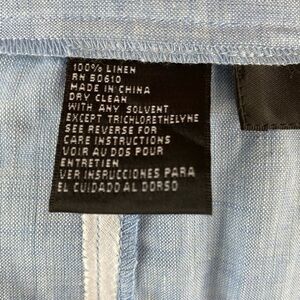 100% LINEN
RN 50610
MADE IN CHINA
DRY CLEAN
WITH ANY SOLVENT
EXCEPT TRICHLORETHELYNE
SEE REVERSE FOR
CARE INSTRUCTIONS
VOIR AU DOS POUR
ENTRETIEN
VER INSRUCCIONES PARA
EL CUIDADO AL DORSO